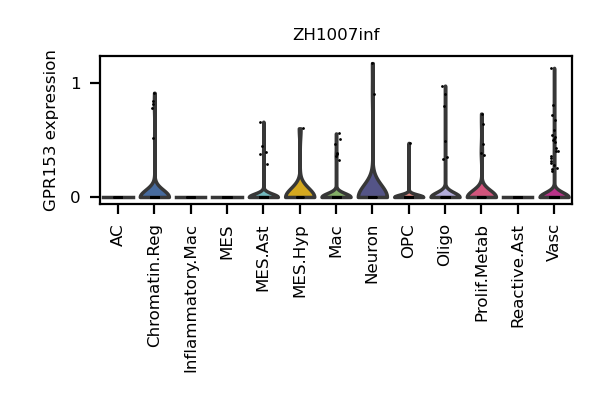 ZH1007inf
GPR153 expression
1
0
AC
Chromatin.Reg
Inflammatory.Mac
MES
MES.Ast
MES.Hyp
Mac
Neuron
OPC
Oligo
Prolif.Metab
Reactive.Ast
Vasc